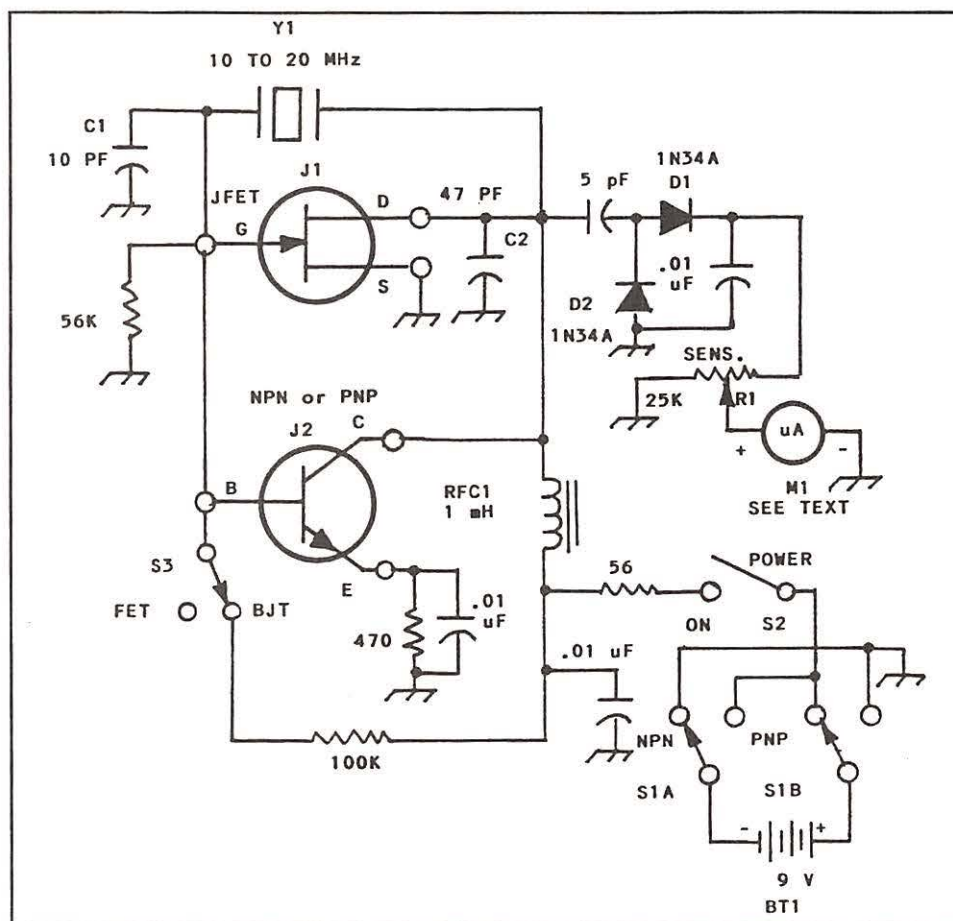 Y1
10 TO 20 MHz
C1
10 PF
J1
JFET
G
D
S
47 PF
C2
5 pF
1N34A
D1
.01
uF
D2
1N34A
56K
SENS.
25K
R1
uA
+
-
M1
SEE TEXT
NPN or PNP
J2
C
B
E
RFC1
1 mH
S3
FET
BJT
470
.01
uF
56
POWER
ON
S2
.01 uF
100K
NPN
PNP
S1A
S1B
-
+
9 V
BT1